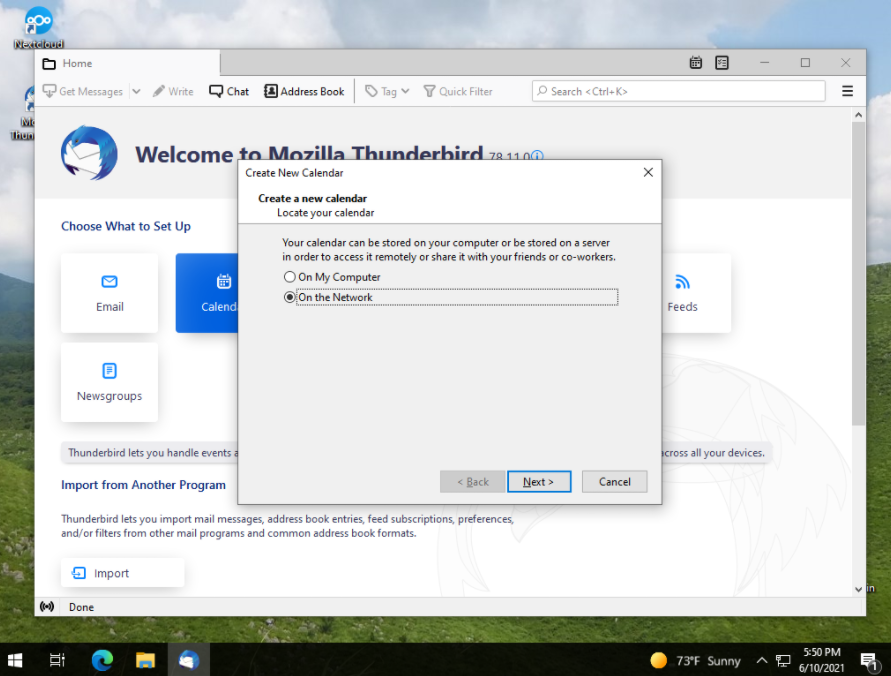 Nextcloud
Home
Get Messages
Write
Chat
Address Book
Tag
Quick Filter
Search <Ctrl+K>
Thun
Welcome to Mozilla Thunderbird 78.11.0
Create New Calendar
Create a new calendar
Locate your calendar
Choose What to Set Up
Your calendar can be stored on your computer or be stored on a server
in order to access it remotely or share it with your friends or co-workers.
On My Computer
On the Network
Email
Calenda
Feeds
Newsgroups
Thunderbird lets you handle events a
across all your devices.
< Back
Next >
Cancel
Import from Another Program
Thunderbird lets you import mail messages, address book entries, feed subscriptions, preferences,
and/or filters from other mail programs and common address book formats.
Import
in
Done
73°F Sunny
5:50 PM
6/10/2021
1